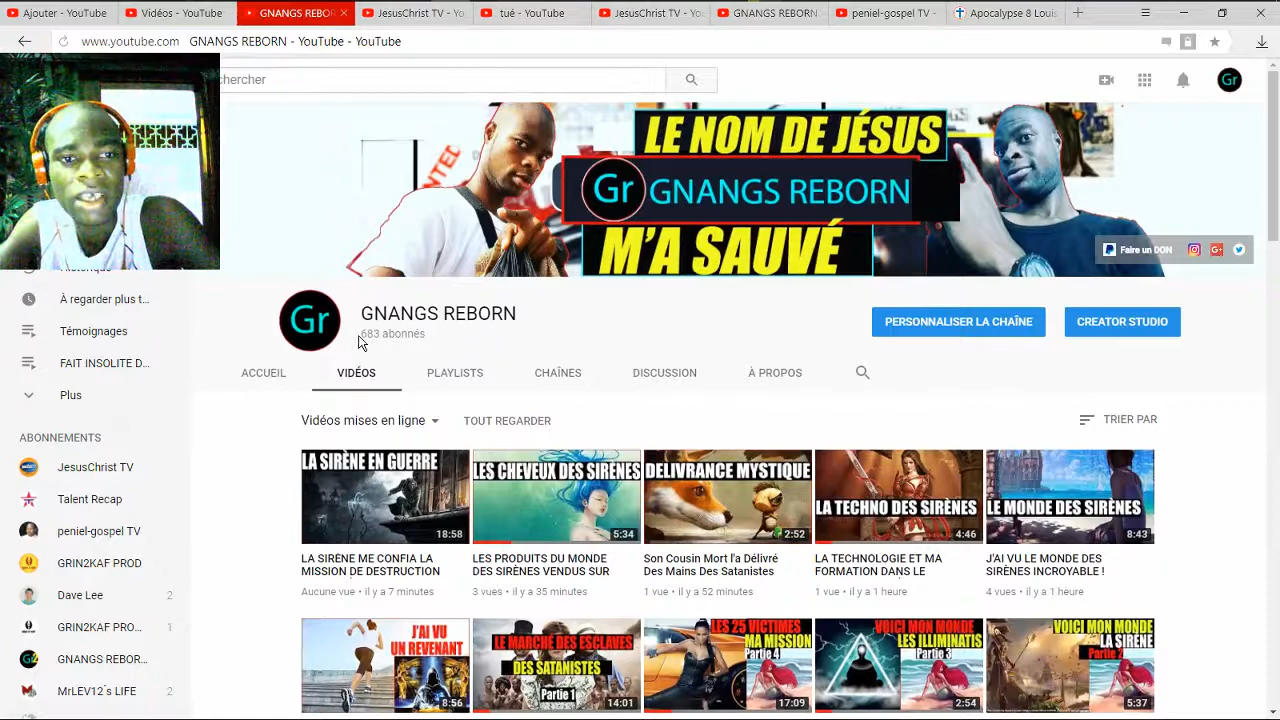 Ajouter - YouTube
Vidéos - YouTube
GNANGS REBOR
JesusChrist TV - Yo
tué - YouTube
JesusChrist TV - Y
GNANGS REBORN
peniel-gospel TV -
Apocalypse 8 Louis
www.youtube.com GNANGS REBORN - YouTube - YouTube
chercher
Gr
LE NOM DE JÉSUS
Gr GNANGS REBORN
M'A SAUVÉ
NTED
Faire un DON
Historique
À regarder plus t...
Témoignages
FAIT INSOLITE D...
Plus
ABONNEMENTS
JesusChrist TV
Talent Recap
peniel-gospel TV
GRIN2KAF PROD
Dave Lee 2
GRIN2KAF PRO... 1
GNANGS REBOR...
MrLEV12´s LIFE 2
Gr
GNANGS REBORN
683 abonnés
PERSONNALISER LA CHAÎNE
CREATOR STUDIO
ACCUEIL
VIDÉOS
PLAYLISTS
CHAÎNES
DISCUSSION
À PROPOS
Vidéos mises en ligne
TOUT REGARDER
TRIER PAR
LA SIRÈNE EN GUERRE
18:58
LA SIRÈNE ME CONFIA LA
MISSION DE DESTRUCTION
Aucune vue • il y a 7 minutes
LES CHEVEUX DES SIRÈNES
5:34
LES PRODUITS DU MONDE
DES SIRÈNES VENDUS SUR
3 vues • il y a 35 minutes
DELIVRANCE MYSTIQUE
2:52
Son Cousin Mort l'a Délivré
Des Mains Des Satanistes
1 vue • il y a 52 minutes
LA TECHNO DES SIRÈNES
4:46
LA TECHNOLOGIE ET MA
FORMATION DANS LE
1 vue • il y a 1 heure
LE MONDE DES SIRÈNES
8:43
J'AI VU LE MONDE DES
SIRÈNES INCROYABLE !
4 vues • il y a 1 heure
J'AI VU
UN REVENANT
8:56
LE MARCHE DES ESCLAVES
DES SATANISTES
Partie 1
14:01
LES 25 VICTIMES
MA MISSION
Partie 4
17:09
VOICI MON MONDE
LES ILLIMINATIS
Partie 3
2:54
VOICI MON MONDE
LA SIRÈNE
Partie 2
5:37